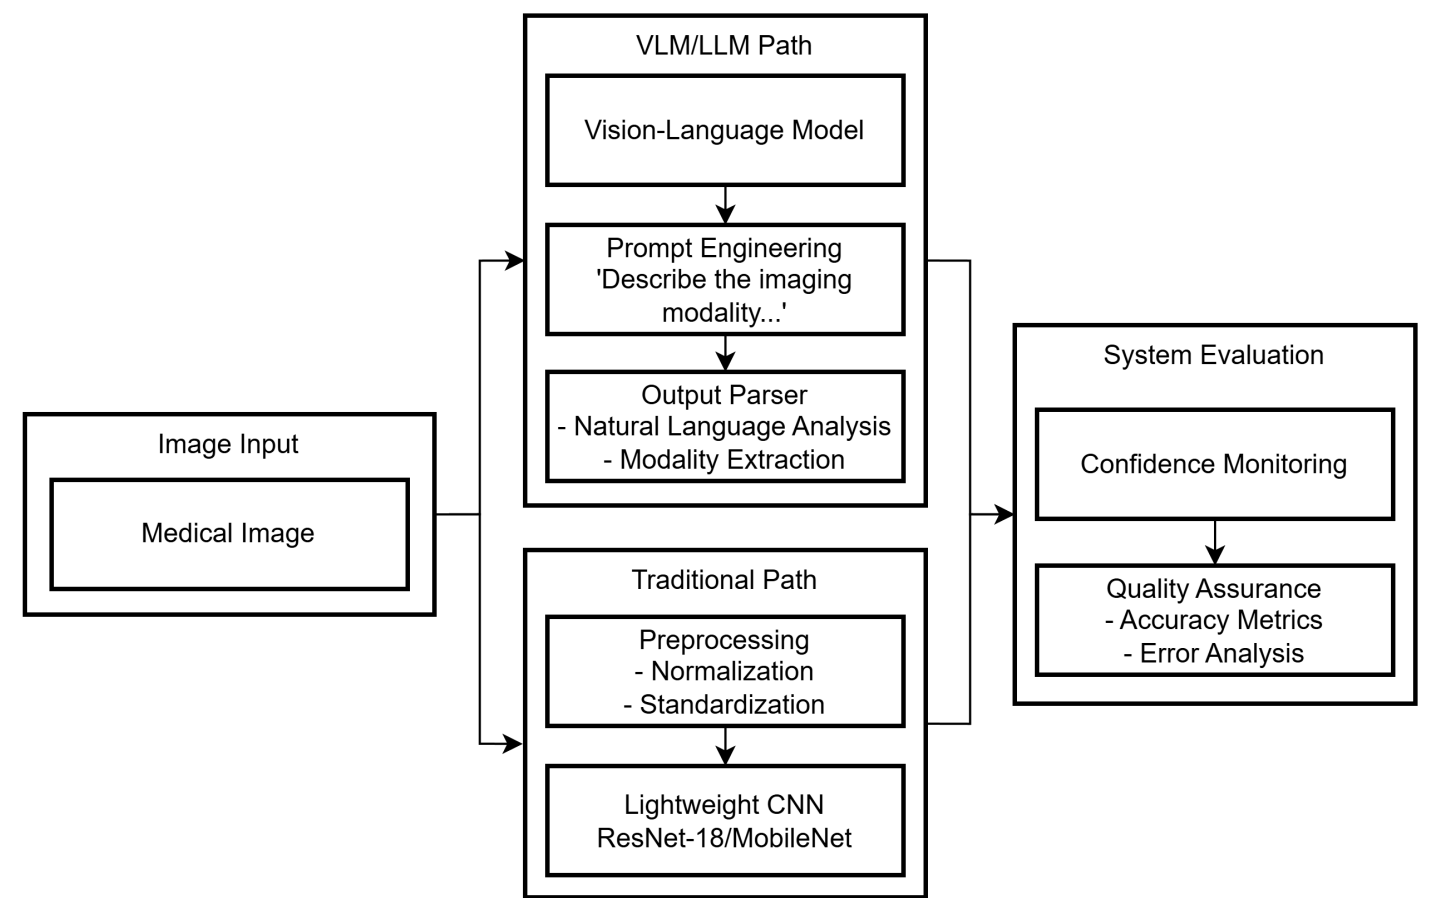 Image Input
Medical Image
VLM/LLM Path
Vision-Language Model
Prompt Engineering
'Describe the imaging
modality...'
Output Parser
- Natural Language Analysis
- Modality Extraction
Traditional Path
Preprocessing
- Normalization
- Standardization
Lightweight CNN
ResNet-18/MobileNet
System Evaluation
Confidence Monitoring
Quality Assurance
- Accuracy Metrics
- Error Analysis